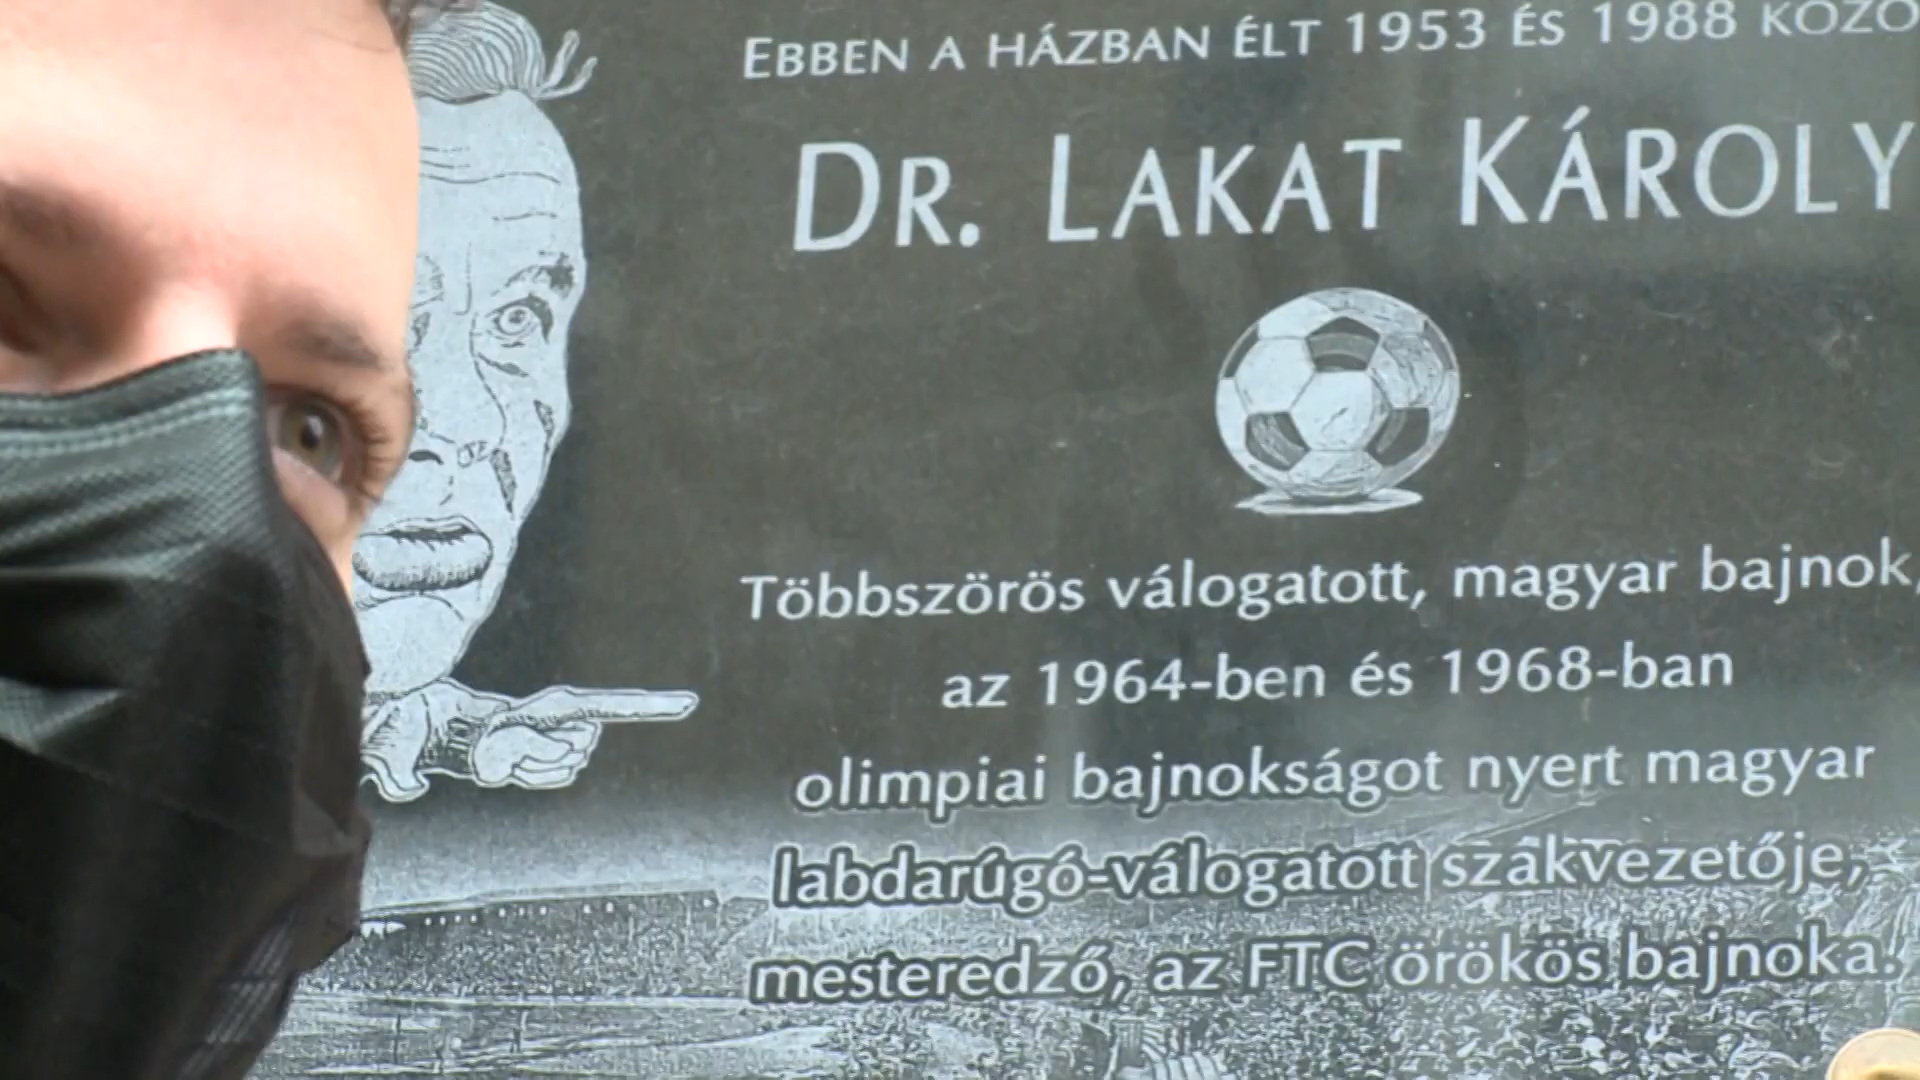 EBBEN A HÁZBAN ÉLT 1953 ÉS 1988 KÖZÖ
DR. LAKAT KÁROLY
Többszörös válogatott, magyar bajnok,
az 1964-ben és 1968-ban
olimpiai bajnokságot nyert magyar
labdarúgó-válogatott szakvezetője,
mesteredző, az FTC örökös bajnoka.